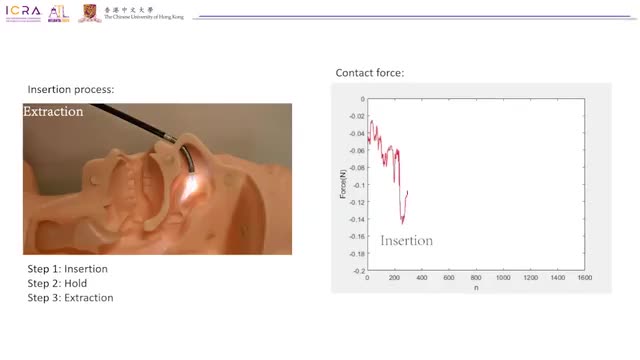 ICRA
ATL
香港中文大學
The Chinese University of Hong Kong
Insertion process:
Extraction
Step 1: Insertion
Step 2: Hold
Step 3: Extraction
Contact force:
0
-0.02
-0.04
-0.06
-0.08
-0.1
-0.12
-0.14
-0.16
-0.18
-0.2
Force(N)
Insertion
0 200 400 600 800 1000 1200 1400 1600
n